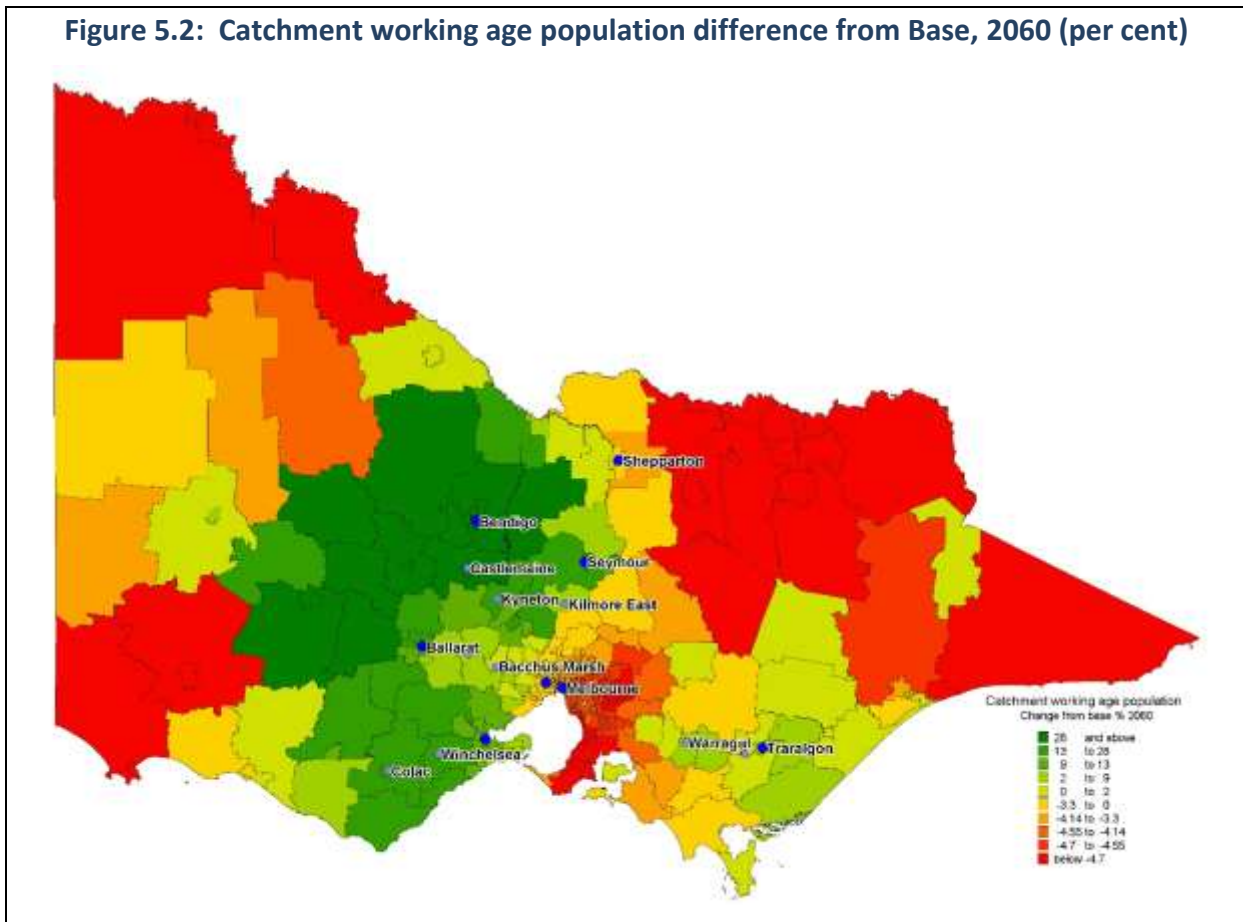 Figure 5.2: Catchment working age population difference from Base, 2060 (per cent)
Shepparton
Bendigo
Castlemaine
Seymour
Kyneton
Kilmore East
Ballarat
Bacchus Marsh
Melbourne
Warragul
Traralgon
Winchelsea
Colac
Catchment working age population
Change from base % 2060
28 and above
13 to 28
9 to 13
2 to 9
0 to 2
-3.3 to 0
-4.14 to -3.3
-4.55 to -4.14
-4.7 to -4.55
below -4.7